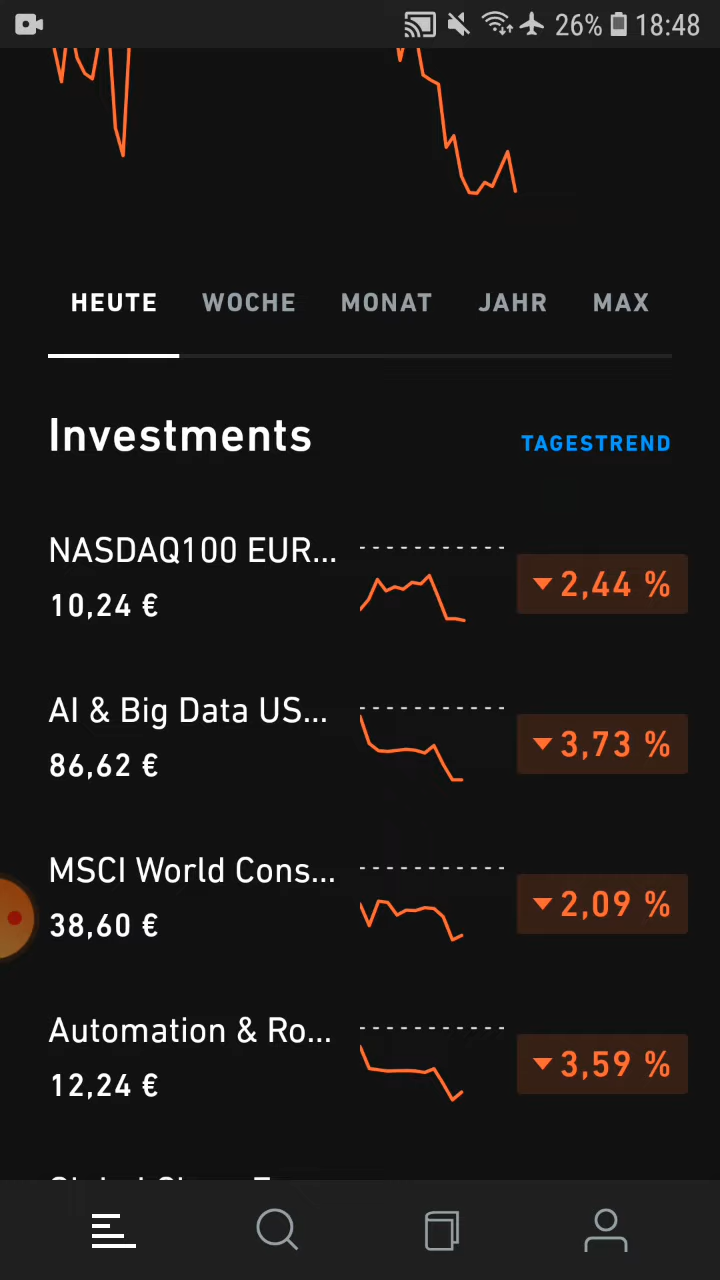 26% 18:48
HEUTE WOCHE MONAT JAHR MAX
Investments
TAGESTREND
NASDAQ100 EUR...
10,24 €
2,44 %
AI & Big Data US...
86,62 €
3,73 %
MSCI World Cons...
38,60 €
2,09 %
Automation & Ro...
12,24 €
3,59 %